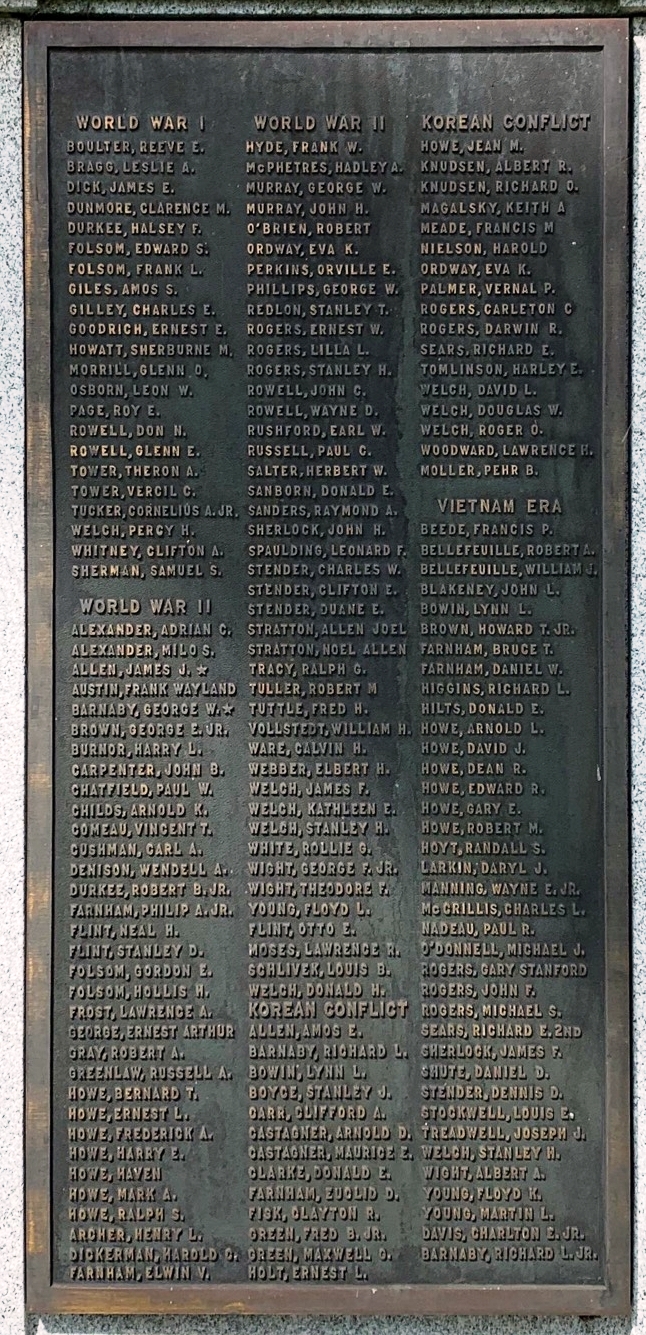 WORLD WAR I
BOULTER, REEVE E.
BRAGG, LESLIE A.
DICK, JAMES E.
DUNMORE, CLARENCE M.
DURKEE, HALSEY F.
FOLSOM, EDWARD S.
FOLSOM, FRANK L.
GILES, AMOS S.
GILLEY, CHARLES E.
GOODRICH, ERNEST E.
HOWATT, SHERBURNE M.
MORRILL, GLENN O.
OSBORN, LEON W.
PAGE, ROY E.
ROWELL, DON N.
ROWELL, GLENN E.
TOWER, THERON A.
TOWER, VERCIL C.
TUCKER, CORNELIUS A. JR.
WELCH, PERCY H.
WHITNEY, CLIFTON A.
SHERMAN, SAMUEL S.
WORLD WAR II
ALEXANDER, ADRIAN C.
ALEXANDER, MILO S.
ALLEN, JAMES J. ★
AUSTIN, FRANK WAYLAND
BARNABY, GEORGE W. ★
BROWN, GEORGE E. JR.
BURNOR, HARRY L.
CARPENTER, JOHN B.
CHATFIELD, PAUL W.
CHILDS, ARNOLD K.
COMEAU, VINCENT T.
CUSHMAN, CARL A.
DENISON, WENDELL A.
DURKEE, ROBERT B. JR.
FARNHAM, PHILIP A. JR.
FLINT, NEAL H.
FLINT, STANLEY D.
FOLSOM, GORDON E.
FOLSOM, HOLLIS H.
FROST, LAWRENCE A.
GEORGE, ERNEST ARTHUR
GRAY, ROBERT A.
GREENLAW, RUSSELL A.
HOWE, BERNARD T.
HOWE, ERNEST L.
HOWE, FREDERICK A.
HOWE, HARRY E.
HOWE, HAVEN
HOWE, MARK A.
HOWE, RALPH S.
ARCHER, HENRY L.
DICKERMAN, HAROLD C.
FARNHAM, ELWIN V.
WORLD WAR II
HYDE, FRANK W.
McPHETRES, HADLEY A.
MURRAY, GEORGE W.
MURRAY, JOHN H.
O'BRIEN, ROBERT
ORDWAY, EVA K.
PERKINS, ORVILLE E.
PHILLIPS, GEORGE W.
REDLON, STANLEY T.
ROGERS, ERNEST W.
ROGERS, LILLA L.
ROGERS, STANLEY H.
ROWELL, JOHN C.
ROWELL, WAYNE D.
RUSHFORD, EARL W.
RUSSELL, PAUL C.
SALTER, HERBERT W.
SANBORN, DONALD E.
SANDERS, RAYMOND A.
SHERLOCK, JOHN H.
SPAULDING, LEONARD F.
STENDER, CHARLES W.
STENDER, CLIFTON E.
STENDER, DUANE E.
STRATTON, ALLEN JOEL
STRATTON, NOEL ALLEN
TRACY, RALPH G.
TULLER, ROBERT M
TUTTLE, FRED H.
VOLLSTEDT, WILLIAM H.
WARE, CALVIN H.
WEBBER, ELBERT H.
WELCH, JAMES F.
WELCH, KATHLEEN E.
WELCH, STANLEY H.
WHITE, ROLLIE G.
WIGHT, GEORGE F. JR.
WIGHT, THEODORE F.
YOUNG, FLOYD L.
FLINT, OTTO E.
MOSES, LAWRENCE R.
SCHLIVEK, LOUIS B.
WELCH, DONALD H.
KOREAN CONFLICT
ALLEN, AMOS E.
BARNABY, RICHARD L.
BOWIN, LYNN L.
BOYCE, STANLEY J.
CARR, CLIFFORD A.
CASTAGNER, ARNOLD D.
CASTAGNER, MAURICE E.
CLARKE, DONALD E.
FARNHAM, EUCLID D.
FISK, CLAYTON R.
GREEN, FRED B. JR.
GREEN, MAXWELL G.
HOLT, ERNEST L.
KOREAN CONFLICT
HOWE, JEAN M.
KNUDSEN, ALBERT R.
KNUDSEN, RICHARD O.
MAGALSKY, KEITH A
MEADE, FRANCIS M
NIELSON, HAROLD
ORDWAY, EVA K.
PALMER, VERNAL P.
ROGERS, CARLETON C
ROGERS, DARWIN R.
SEARS, RICHARD E.
TOMLINSON, HARLEY E.
WELCH, DAVID L.
WELCH, DOUGLAS W.
WELCH, ROGER O.
WOODWARD, LAWRENCE H.
MOLLER, PEHR B.
VIETNAM ERA
BEEDE, FRANCIS P.
BELLEFEUILLE, ROBERT A.
BELLEFEUILLE, WILLIAM J.
BLAKENEY, JOHN L.
BOWIN, LYNN L.
BROWN, HOWARD T. JR.
FARNHAM, BRUCE T.
FARNHAM, DANIEL W.
HIGGINS, RICHARD L.
HILTS, DONALD E.
HOWE, ARNOLD L.
HOWE, DAVID J.
HOWE, DEAN R.
HOWE, EDWARD R.
HOWE, GARY E.
HOWE, ROBERT M.
HOYT, RANDALL S.
LARKIN, DARYL J.
MANNING, WAYNE E. JR.
McCRILLIS, CHARLES L.
NADEAU, PAUL R.
O'DONNELL, MICHAEL J.
ROGERS, GARY STANFORD
ROGERS, JOHN F.
ROGERS, MICHAEL S.
SEARS, RICHARD E. 2ND
SHERLOCK, JAMES F.
SHUTE, DANIEL D.
STENDER, DENNIS D.
STOCKWELL, LOUIS E.
TREADWELL, JOSEPH J.
WELCH, STANLEY H.
WIGHT, ALBERT A.
YOUNG, FLOYD K.
YOUNG, MARTIN L.
DAVIS, CHARLTON E. JR.
BARNABY, RICHARD L. JR.